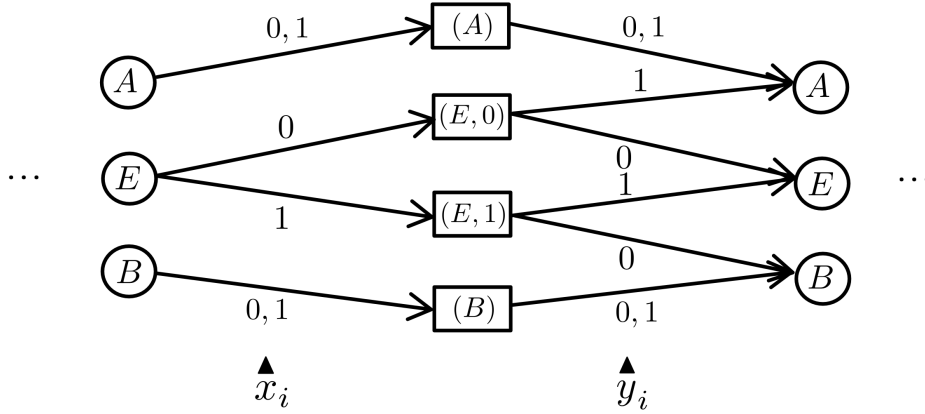 0, 1 (A) 0, 1
A 1 A
0 (E, 0)
... E 0 E ...
1 (E, 1) 1
B 0 B
0, 1 (B) 0, 1
x_i y_i